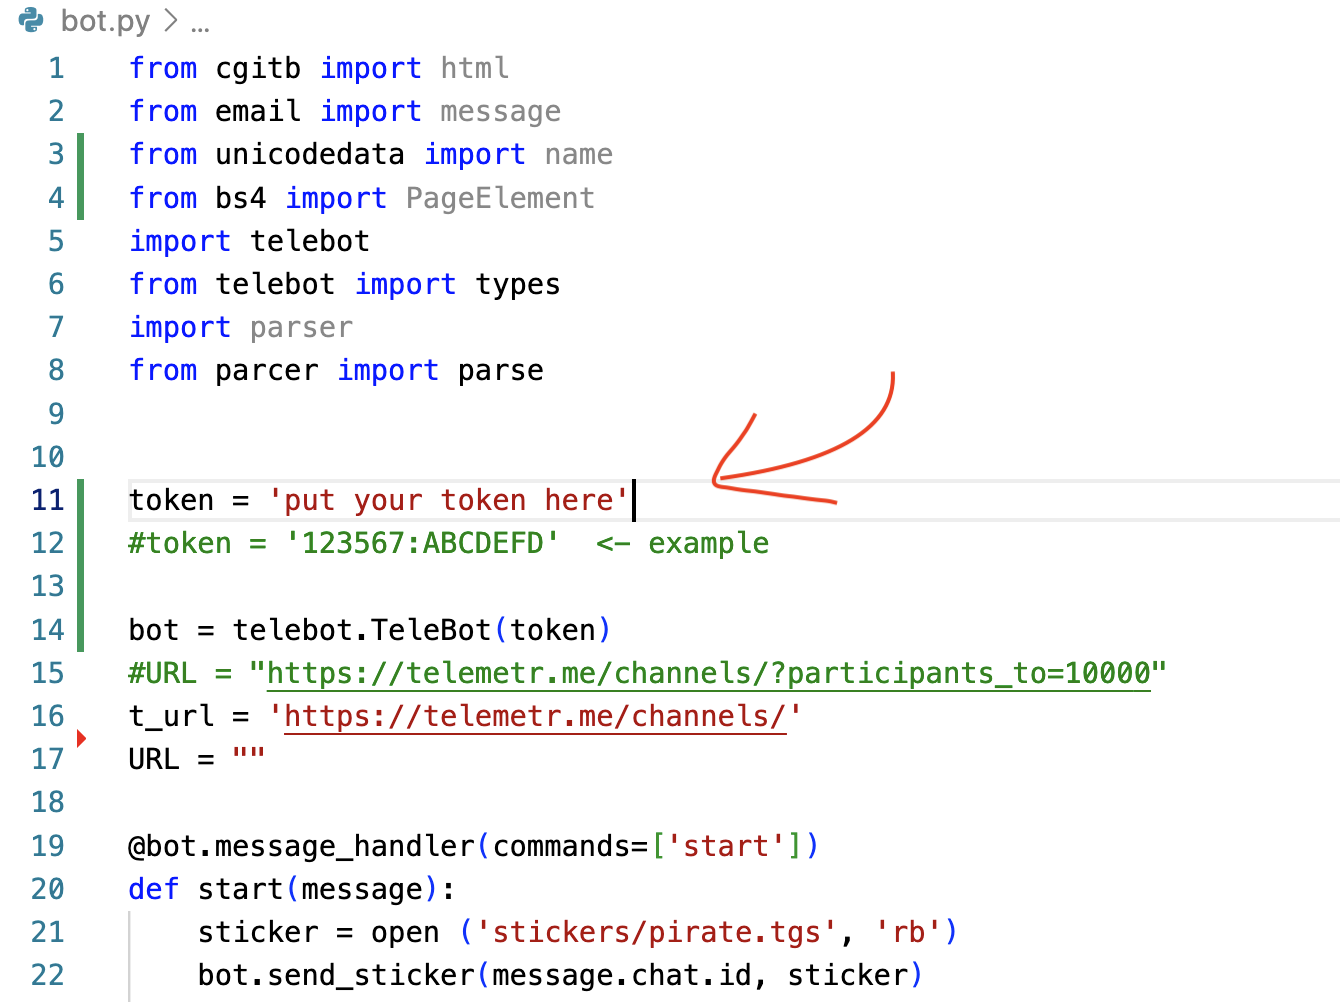 bot.py > ...
1 from cgitb import html
2 from email import message
3 from unicodedata import name
4 from bs4 import PageElement
5 import telebot
6 from telebot import types
7 import parser
8 from parcer import parse
9
10
11 token = 'put your token here'
12 #token = '123567:ABCDEFD'  <- example
13
14 bot = telebot.TeleBot(token)
15 #URL = "https://telemetr.me/channels/?participants_to=10000"
16 t_url = 'https://telemetr.me/channels/'
17 URL = ""
18
19 @bot.message_handler(commands=['start'])
20 def start(message):
21     sticker = open ('stickers/pirate.tgs', 'rb')
22     bot.send_sticker(message.chat.id, sticker)